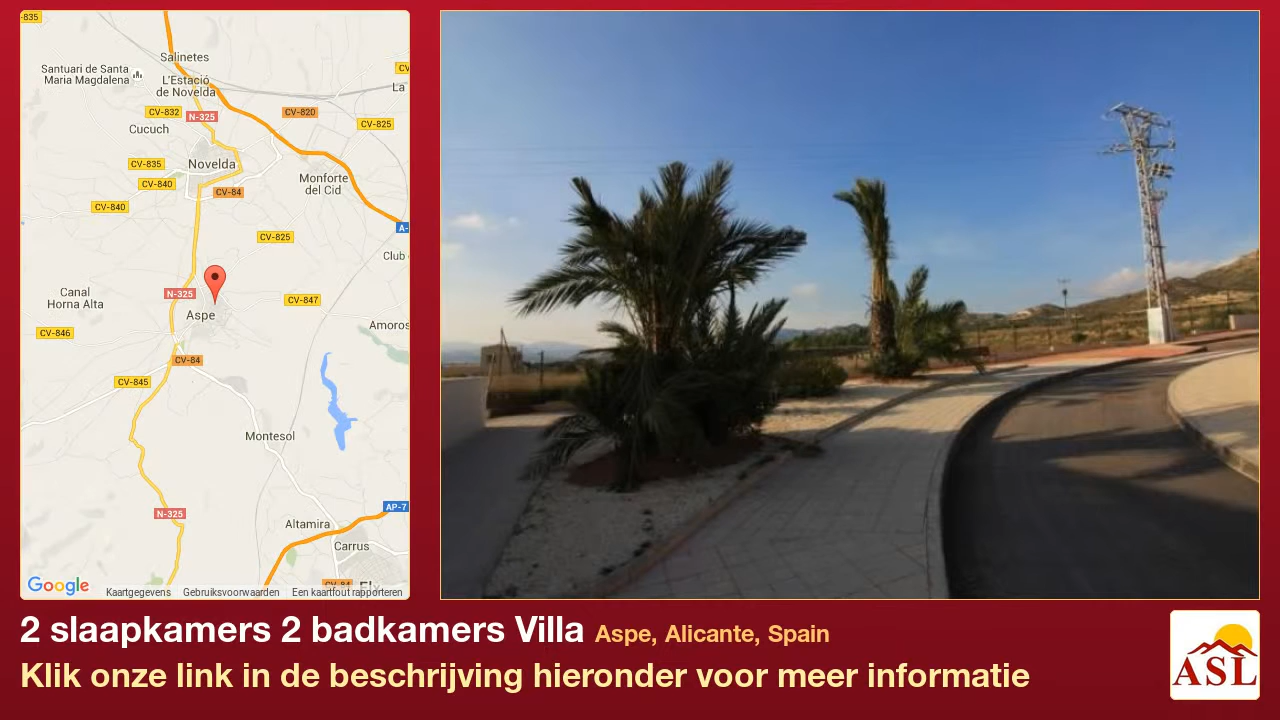 -835
Salinetes
Santuari de Santa
Maria Magdalena
L'Estació
de Novelda
CV
La
CV-832
N-325
CV-820
CV-825
Cucuch
CV-835
Novelda
CV-840
CV-84
Monforte
del Cid
CV-840
A-
CV-825
Club
Canal
Horna Alta
N-325
CV-847
Aspe
CV-846
Amoros
CV-84
CV-845
Montesol
N-325
AP-7
Altamira
Carrus
CV-84
Google
Kaartgegevens Gebruiksvoorwaarden Een kaartfout rapporteren
2 slaapkamers 2 badkamers Villa Aspe, Alicante, Spain
Klik onze link in de beschrijving hieronder voor meer informatie
ASL